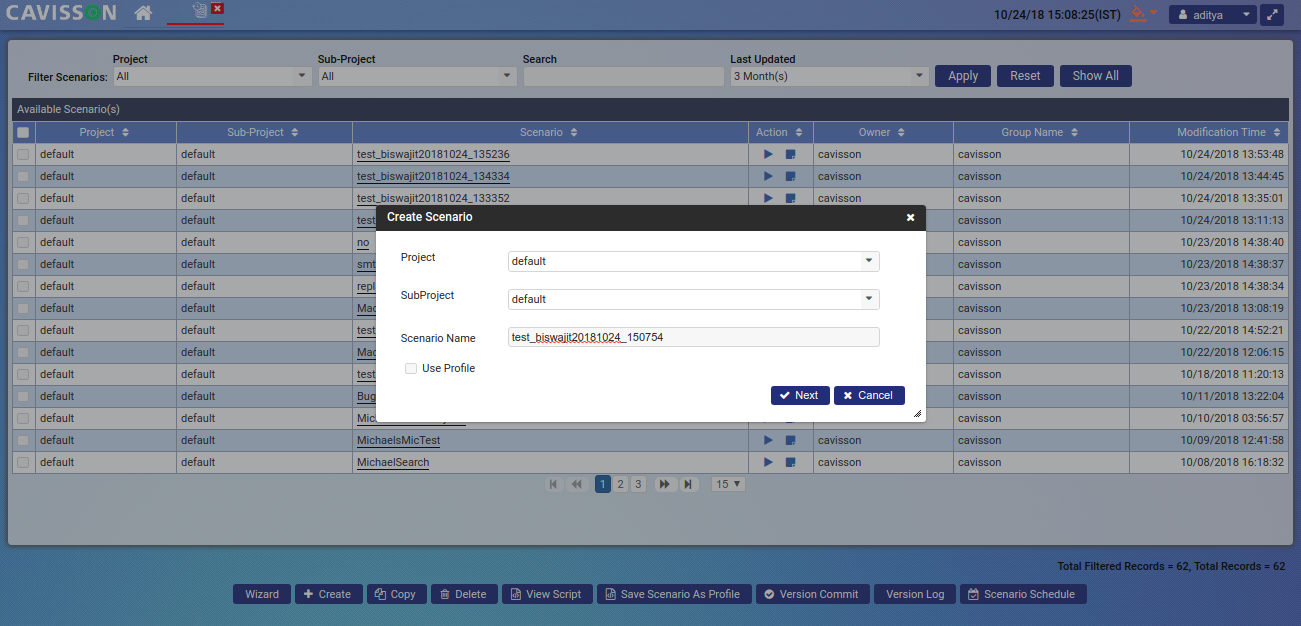 CAVISSON
10/24/18 15:08:25(IST)
aditya
Project
Sub-Project
Search
Last Updated
Filter Scenarios:
All
All
3 Month(s)
Apply
Reset
Show All
Available Scenario(s)
Project Sub-Project Scenario Action Owner Group Name Modification Time
default default test_biswajit20181024_135236 cavisson cavisson 10/24/2018 13:53:48
default default test_biswajit20181024_134334 cavisson cavisson 10/24/2018 13:44:45
default default test_biswajit20181024_133352 cavisson cavisson 10/24/2018 13:35:01
default default test cavisson 10/24/2018 13:11:13
default default no cavisson 10/23/2018 14:38:40
default default smt cavisson 10/23/2018 14:38:37
default default repl cavisson 10/23/2018 14:38:34
default default Mac cavisson 10/23/2018 13:08:19
default default test cavisson 10/22/2018 14:52:21
default default Mac cavisson 10/22/2018 12:06:15
default default test cavisson 10/18/2018 11:20:13
default default Bug cavisson 10/11/2018 13:22:04
default default cavisson 10/10/2018 03:56:57
default default MichaelsMicTest cavisson cavisson 10/09/2018 12:41:58
default default MichaelSearch cavisson cavisson 10/08/2018 16:18:32
Create Scenario
Project
default
SubProject
default
Scenario Name
test_biswajit20181024_150754
Use Profile
Next
Cancel
1 2 3 15
Total Filtered Records = 62, Total Records = 62
Wizard
Create
Copy
Delete
View Script
Save Scenario As Profile
Version Commit
Version Log
Scenario Schedule